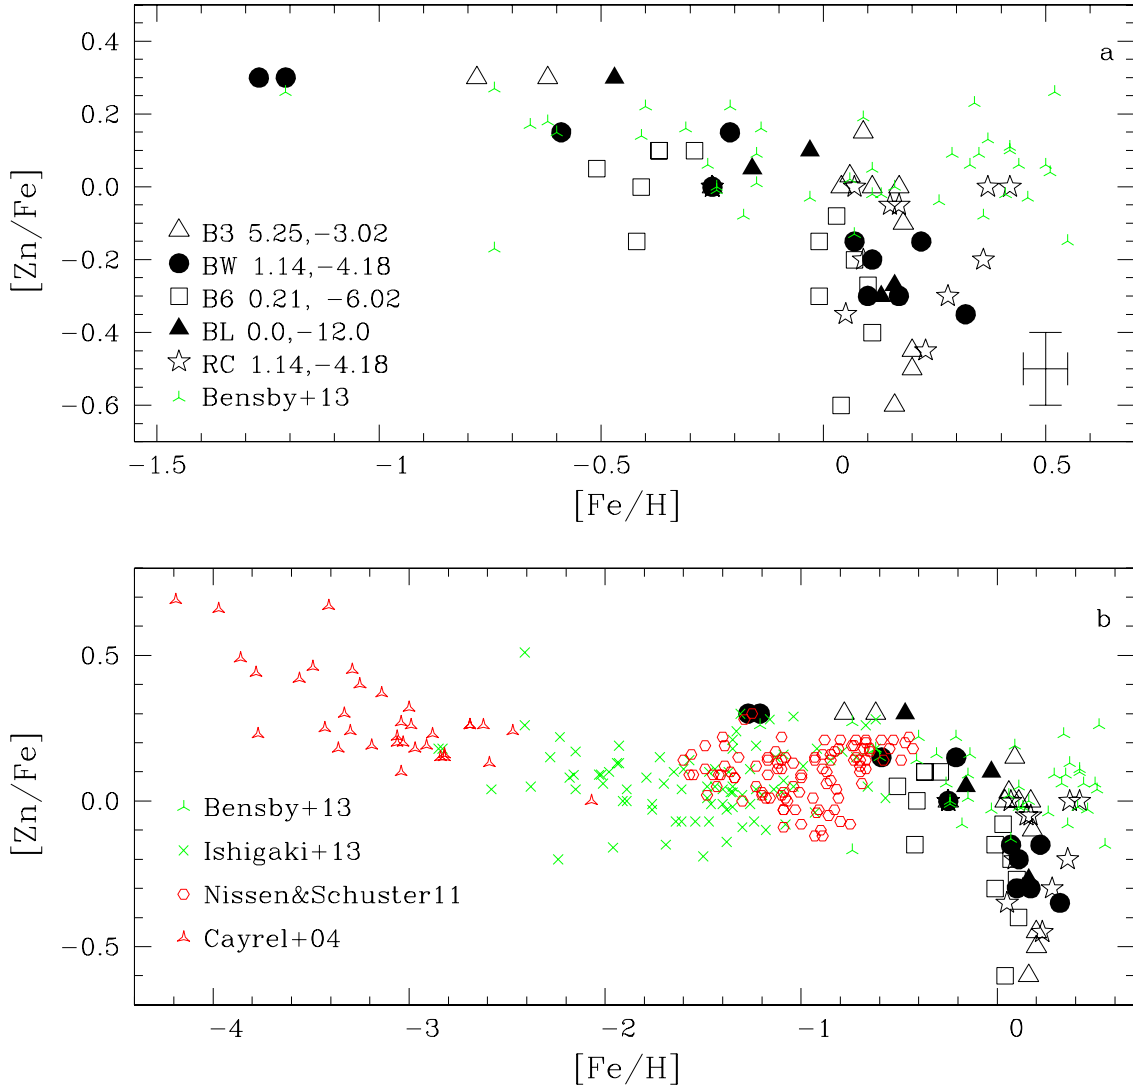 a
0.4
0.2
0.0
−0.2
−0.4
−0.6
[Zn/Fe]
B3 5.25,−3.02
BW 1.14,−4.18
B6 0.21, −6.02
BL 0.0,−12.0
RC 1.14,−4.18
Bensby+13
−1.5 −1 −0.5 0 0.5
[Fe/H]
b
0.5
0.0
−0.5
[Zn/Fe]
Bensby+13
Ishigaki+13
Nissen&Schuster11
Cayrel+04
−4 −3 −2 −1 0
[Fe/H]